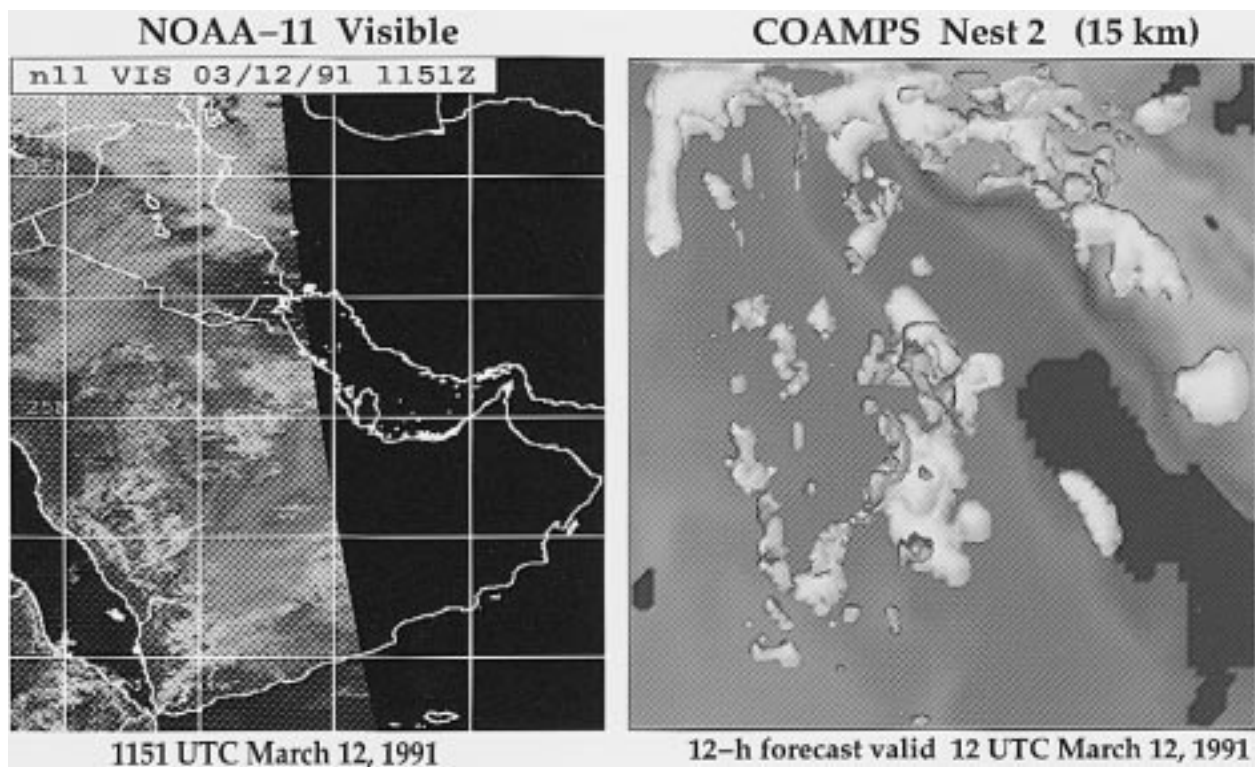 NOAA–11 Visible
n11 VIS 03/12/91 1151Z
1151 UTC March 12, 1991
COAMPS Nest 2 (15 km)
12–h forecast valid 12 UTC March 12, 1991